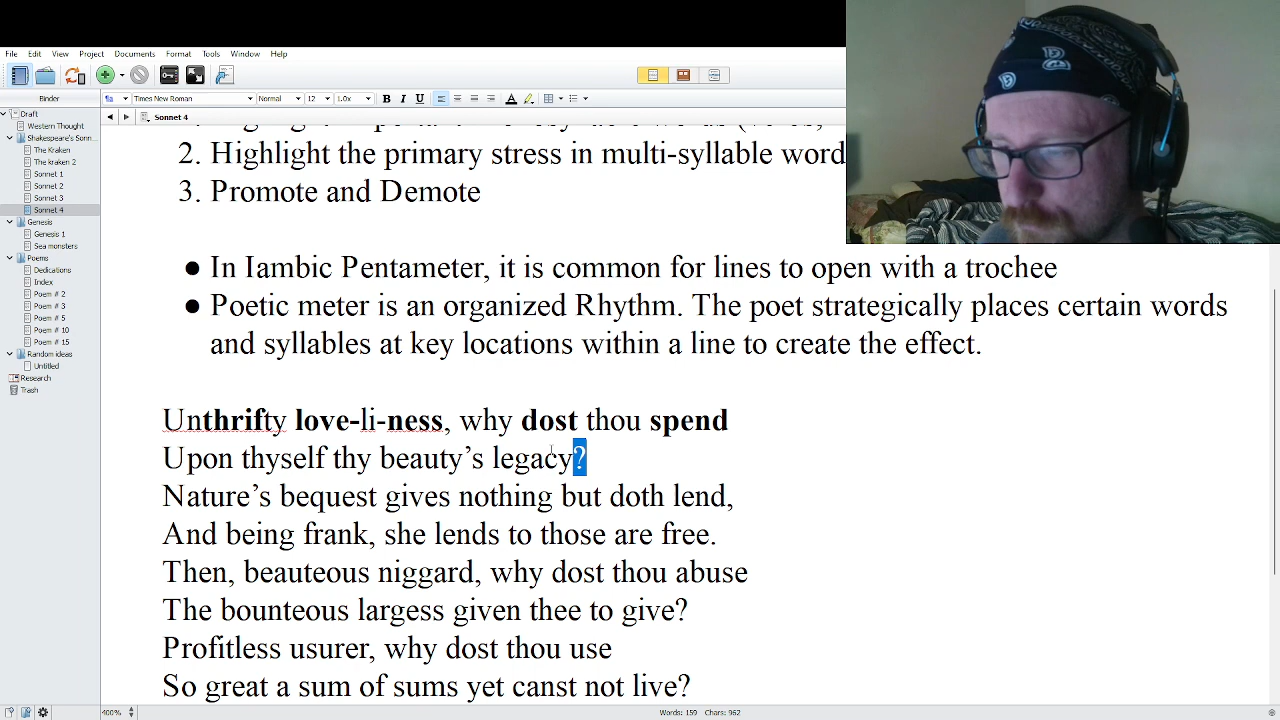 File Edit View Project Documents Format Tools Window Help
Binder
Times New Roman Normal 12 1.0x B I U A
Draft
Western Thought
Shakespeare's Sonn...
The Kraken
The kraken 2
Sonnet 1
Sonnet 2
Sonnet 3
Sonnet 4
Genesis
Genesis 1
Sea monsters
Poems
Dedications
Index
Poem # 2
Poem # 3
Poem # 5
Poem # 10
Poem # 15
Random ideas
Untitled
Research
Trash
Sonnet 4
2. Highlight the primary stress in multi-syllable word
3. Promote and Demote
● In Iambic Pentameter, it is common for lines to open with a trochee
● Poetic meter is an organized Rhythm. The poet strategically places certain words
and syllables at key locations within a line to create the effect.
Unthrifty love-li-ness, why dost thou spend
Upon thyself thy beauty’s legacy?
Nature’s bequest gives nothing but doth lend,
And being frank, she lends to those are free.
Then, beauteous niggard, why dost thou abuse
The bounteous largess given thee to give?
Profitless usurer, why dost thou use
So great a sum of sums yet canst not live?
400% Words: 159 Chars: 962